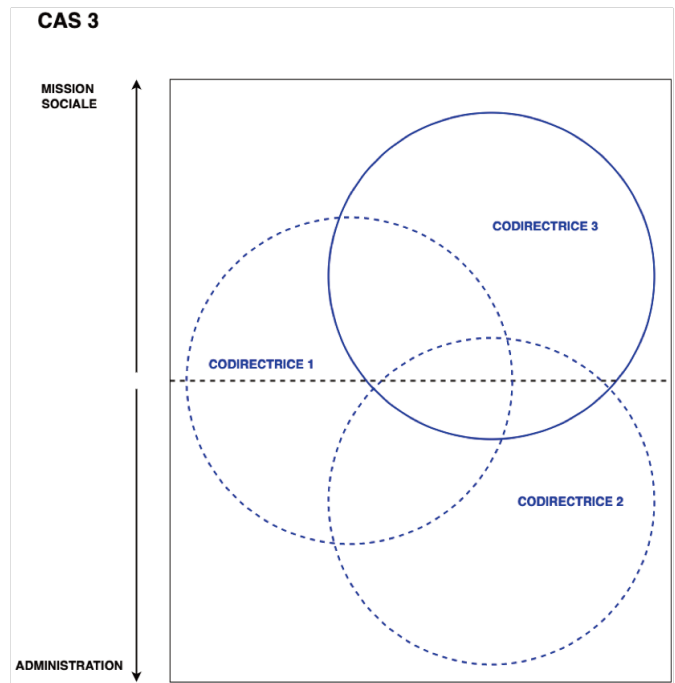 CAS 3
MISSION
SOCIALE
CODIRECTRICE 3
CODIRECTRICE 1
CODIRECTRICE 2
ADMINISTRATION